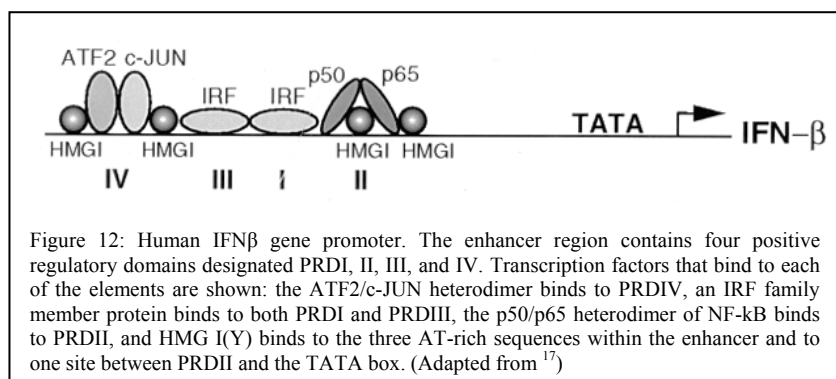 ATF2 c-JUN
p50 p65
IRF IRF
TATA
IFN-β
HMGI HMGI HMGI HMGI
IV III I II
Figure 12: Human IFNβ gene promoter. The enhancer region contains four positive
regulatory domains designated PRDI, II, III, and IV. Transcription factors that bind to each
of the elements are shown: the ATF2/c-JUN heterodimer binds to PRDIV, an IRF family
member protein binds to both PRDI and PRDIII, the p50/p65 heterodimer of NF-kB binds
to PRDII, and HMG I(Y) binds to the three AT-rich sequences within the enhancer and to
one site between PRDII and the TATA box. (Adapted from 17)